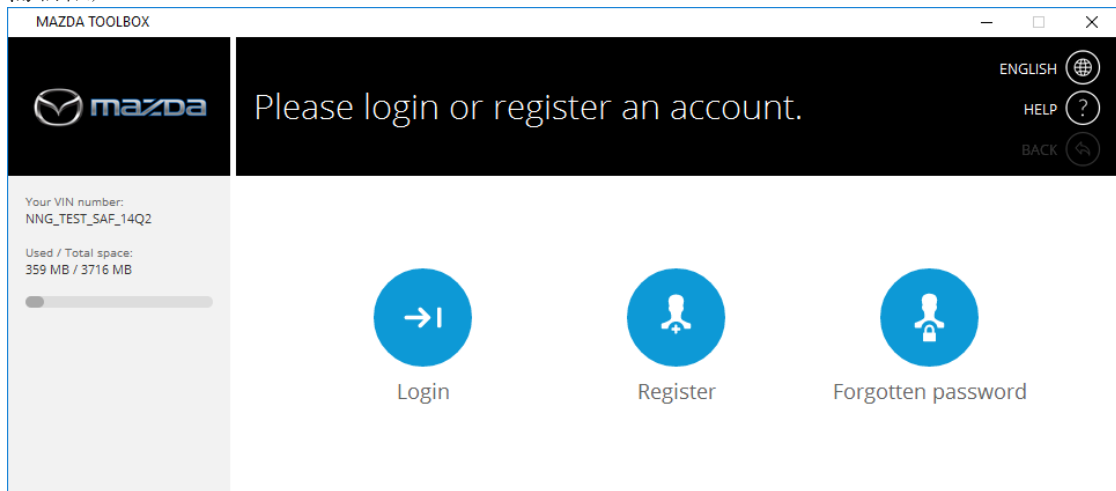 MAZDA TOOLBOX
mazda
Please login or register an account.
ENGLISH
HELP
?
BACK
Your VIN number:
NNG_TEST_SAF_14Q2
Used / Total space:
359 MB / 3716 MB
Login
Register
Forgotten password